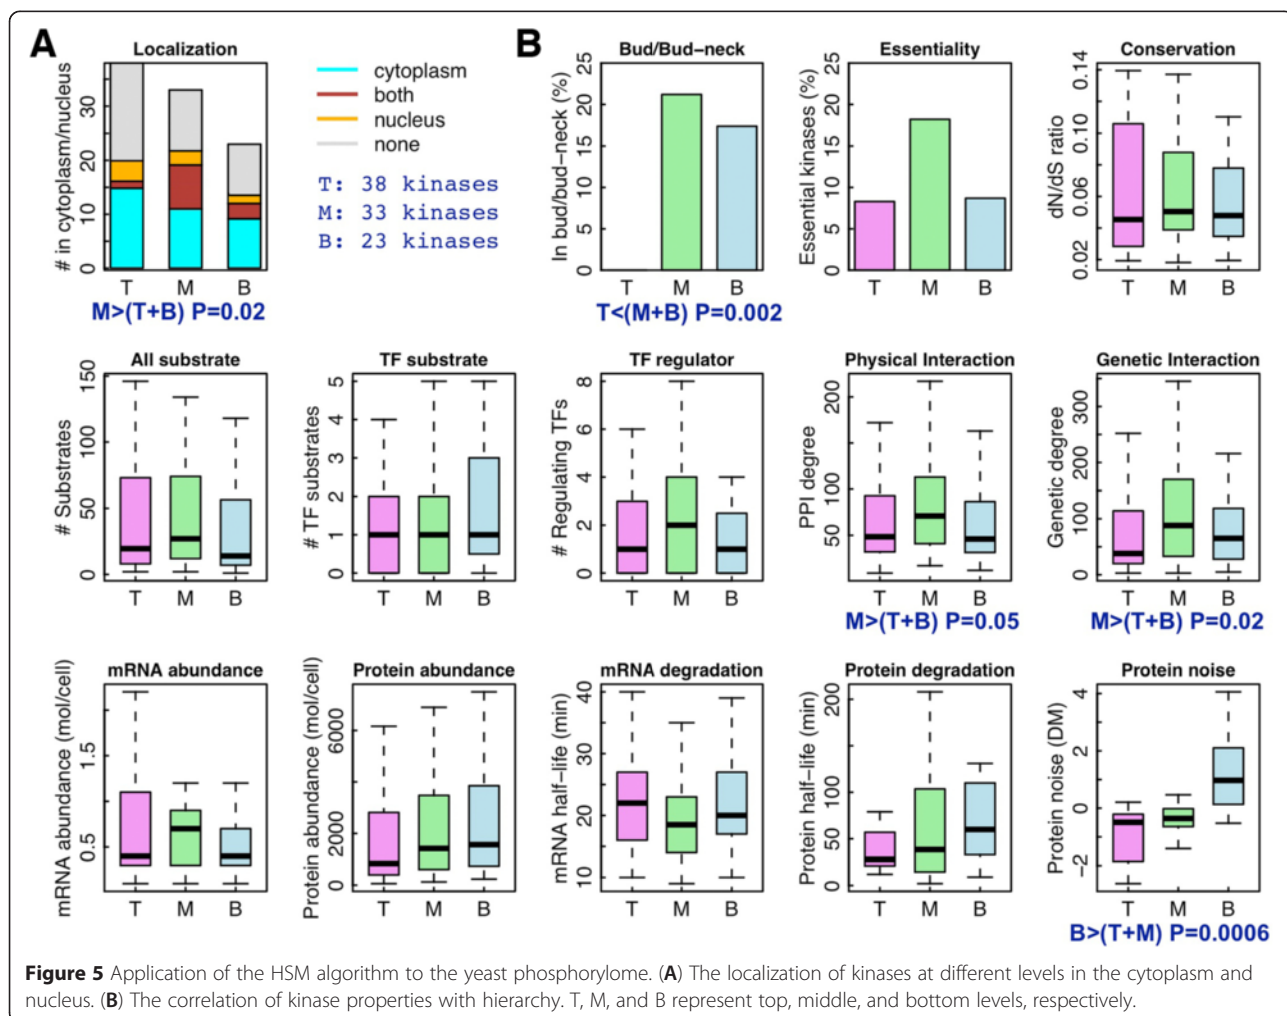 A
Localization
# in cytoplasm/nucleus
0 10 20 30
T M B
M>(T+B) P=0.02
cytoplasm
both
nucleus
none
T: 38 kinases
M: 33 kinases
B: 23 kinases
B
Bud/Bud−neck
In bud/bud−neck (%)
0 5 10 15 20 25
T M B
T<(M+B) P=0.002
Essentiality
Essential kinases (%)
0 5 10 15 20 25
T M B
Conservation
dN/dS ratio
0.02 0.06 0.10 0.14
T M B
All substrate
# Substrates
0 50 100 150
T M B
TF substrate
# TF substrates
0 1 2 3 4 5
T M B
TF regulator
# Regulating TFs
0 2 4 6 8
T M B
Physical Interaction
PPI degree
50 100 200
T M B
M>(T+B) P=0.05
Genetic Interaction
Genetic degree
0 100 200 300
T M B
M>(T+B) P=0.02
mRNA abundance
mRNA abundance (mol/cell)
0.5 1.5
T M B
Protein abundance
Protein abundance (mol/cell)
0 2000 6000
T M B
mRNA degradation
mRNA half−life (min)
10 20 30 40
T M B
Protein degradation
Protein half−life (min)
0 50 100 200
T M B
Protein noise
Protein noise (DM)
−2 0 2 4
T M B
B>(T+M) P=0.0006
Figure 5 Application of the HSM algorithm to the yeast phosphorylome. (A) The localization of kinases at different levels in the cytoplasm and
nucleus. (B) The correlation of kinase properties with hierarchy. T, M, and B represent top, middle, and bottom levels, respectively.